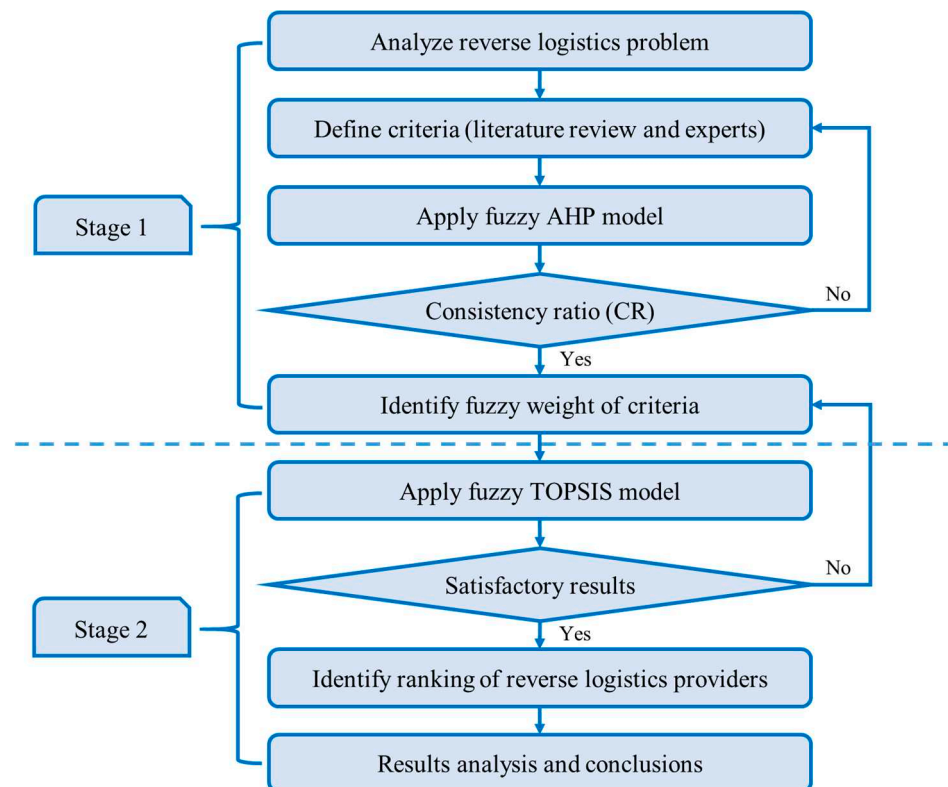 Analyze reverse logistics problem
Define criteria (literature review and experts)
Stage 1
Apply fuzzy AHP model
Consistency ratio (CR)
No
Yes
Identify fuzzy weight of criteria
Apply fuzzy TOPSIS model
Satisfactory results
No
Stage 2
Yes
Identify ranking of reverse logistics providers
Results analysis and conclusions